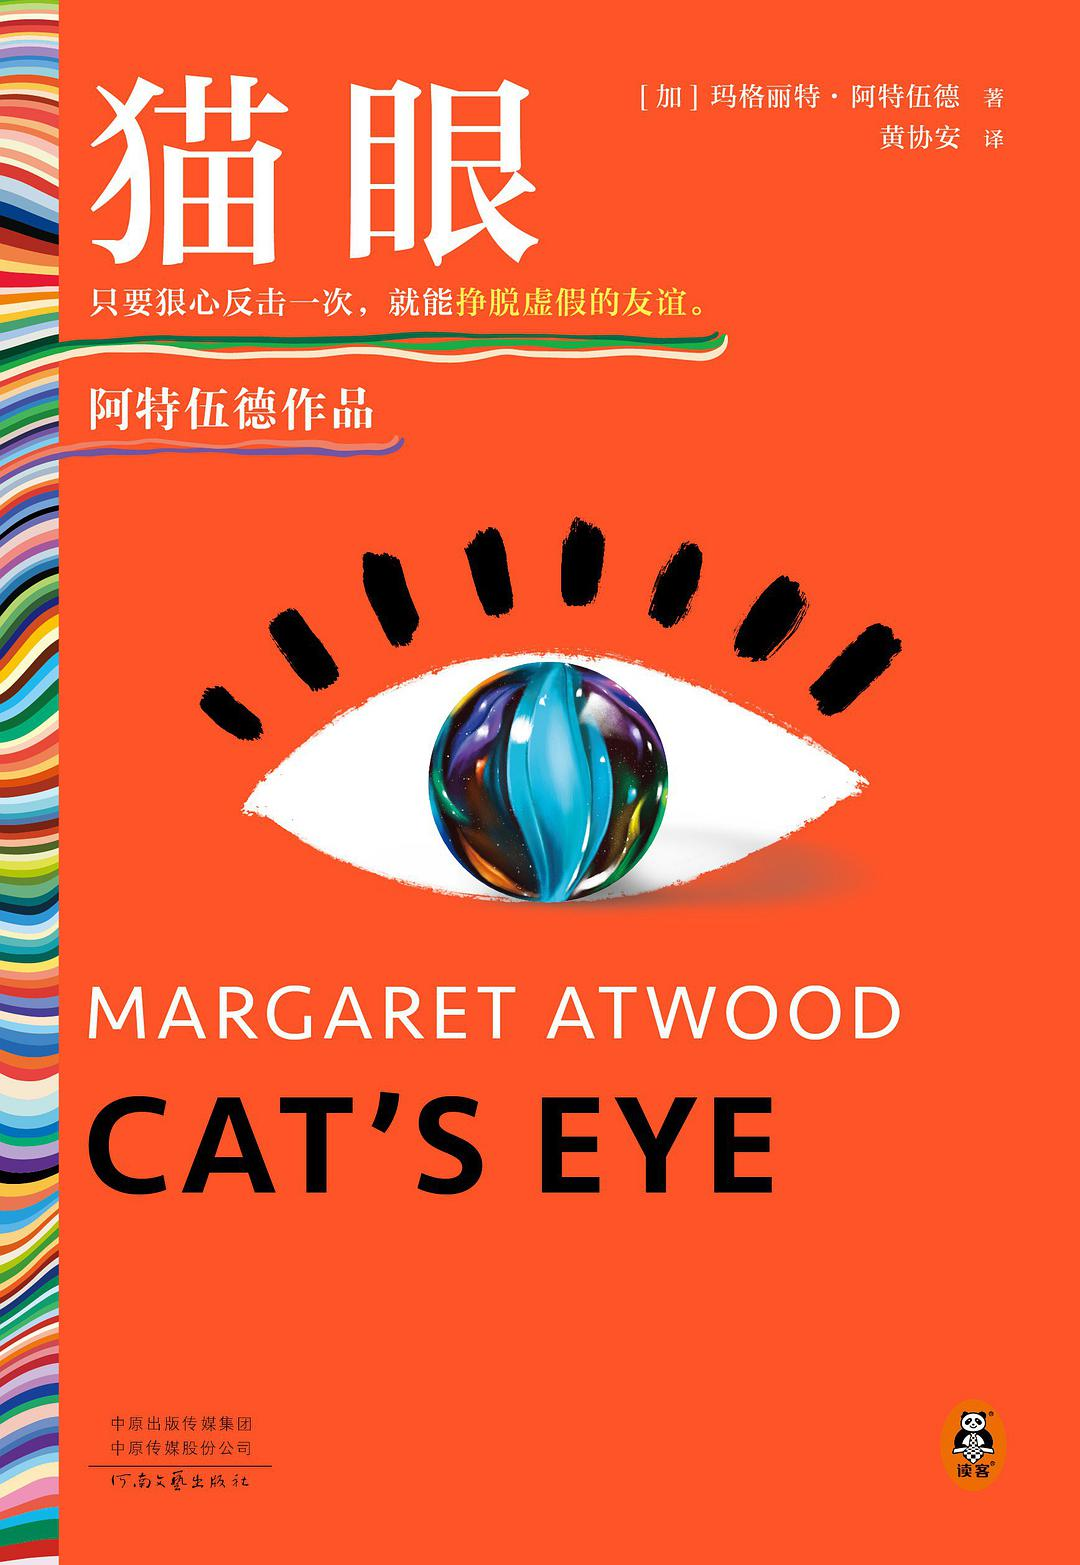 猫眼
[加]玛格丽特·阿特伍德 著
黄协安 译
只要狠心反击一次，就能挣脱虚假的友谊。
阿特伍德作品
MARGARET ATWOOD
CAT’S EYE
中原出版传媒集团
中原传媒股份公司
河南文艺出版社
读客®